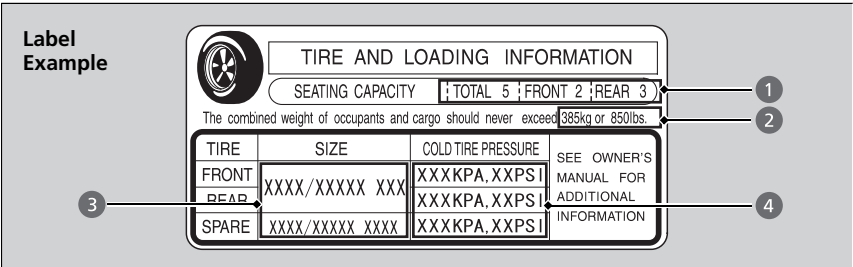 Label
Example
TIRE AND LOADING INFORMATION
SEATING CAPACITY TOTAL 5 FRONT 2 REAR 3
1
The combined weight of occupants and cargo should never exceed 385kg or 850lbs.
2
TIRE SIZE COLD TIRE PRESSURE
SEE OWNER'S
MANUAL FOR
ADDITIONAL
INFORMATION
FRONT XXXX/XXXXX XXX XXXKPA,XXPSI
REAR XXXKPA,XXPSI
3
4
SPARE XXXX/XXXXX XXXX XXXKPA,XXPSI